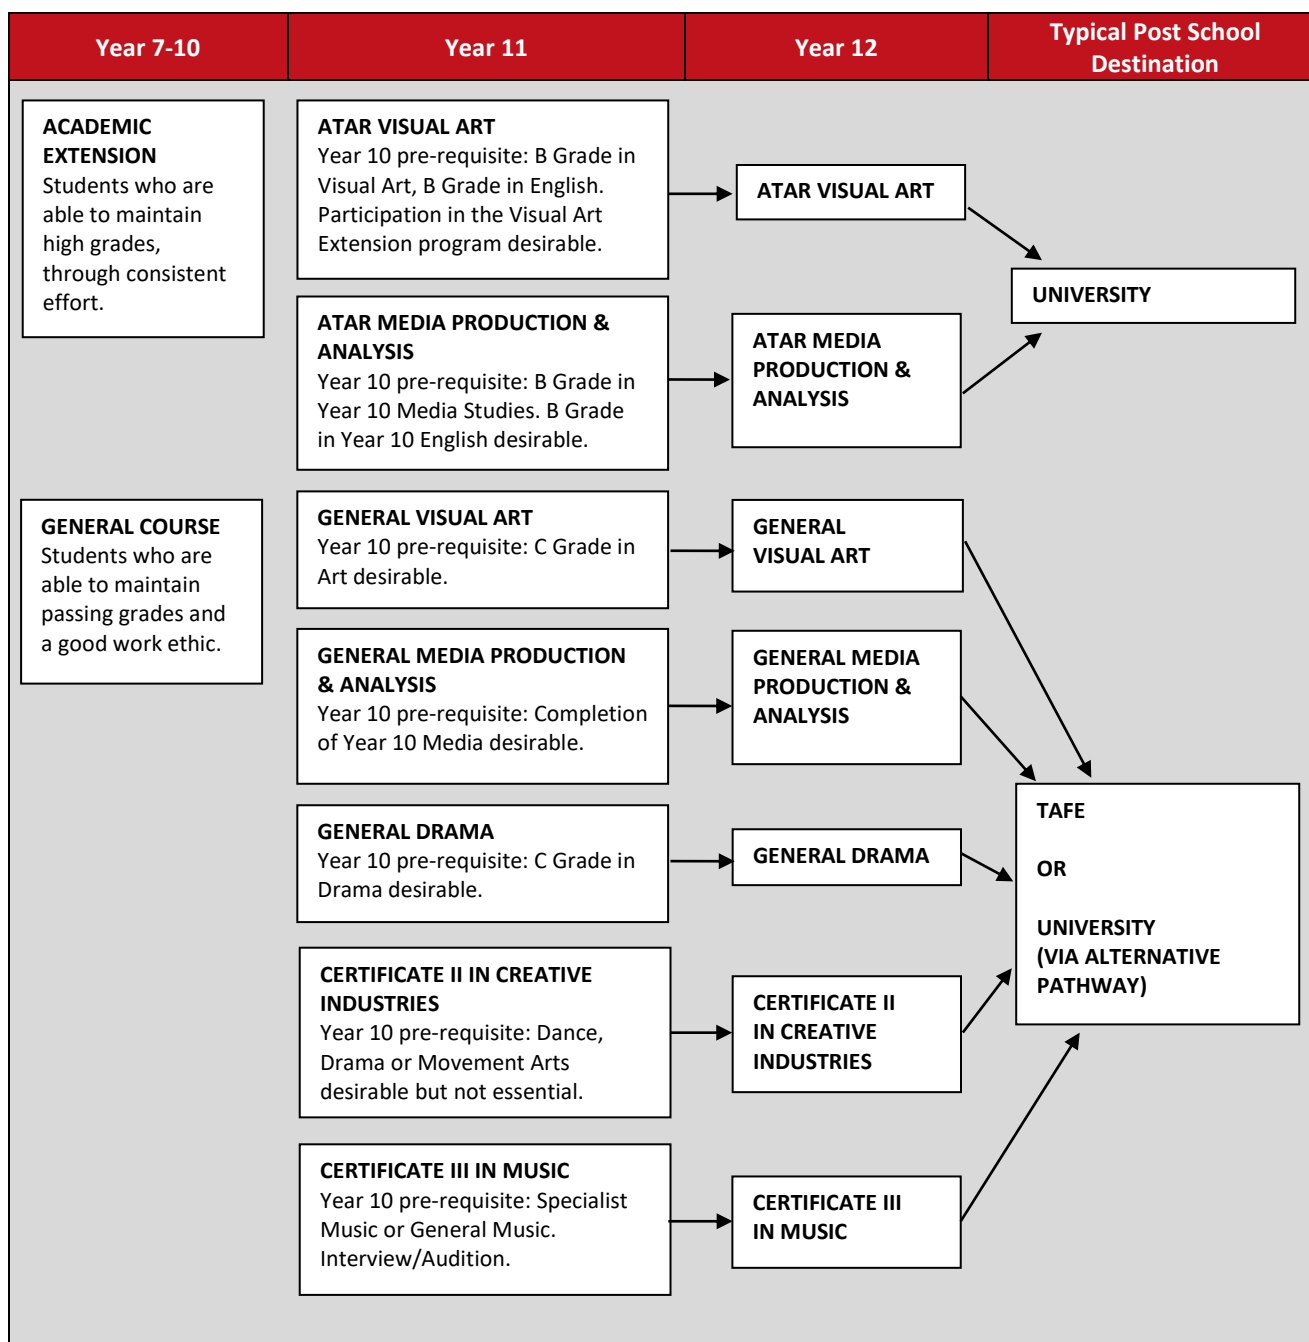 Year 7-10
Year 11
Year 12
Typical Post School
Destination
ACADEMIC
EXTENSION
Students who are
able to maintain
high grades,
through consistent
effort.
ATAR VISUAL ART
Year 10 pre-requisite: B Grade in
Visual Art, B Grade in English.
Participation in the Visual Art
Extension program desirable.
ATAR VISUAL ART
UNIVERSITY
ATAR MEDIA PRODUCTION &
ANALYSIS
Year 10 pre-requisite: B Grade in
Year 10 Media Studies. B Grade
in Year 10 English desirable.
ATAR MEDIA
PRODUCTION &
ANALYSIS
GENERAL COURSE
Students who are
able to maintain
passing grades and
a good work ethic.
GENERAL VISUAL ART
Year 10 pre-requisite: C Grade in
Art desirable.
GENERAL
VISUAL ART
GENERAL MEDIA PRODUCTION
& ANALYSIS
Year 10 pre-requisite: Completion
of Year 10 Media desirable.
GENERAL MEDIA
PRODUCTION &
ANALYSIS
GENERAL DRAMA
Year 10 pre-requisite: C Grade in
Drama desirable.
GENERAL DRAMA
TAFE
OR
UNIVERSITY
(VIA ALTERNATIVE
PATHWAY)
CERTIFICATE II IN CREATIVE
INDUSTRIES
Year 10 pre-requisite: Dance,
Drama or Movement Arts
desirable but not essential.
CERTIFICATE II
IN CREATIVE
INDUSTRIES
CERTIFICATE III IN MUSIC
Year 10 pre-requisite: Specialist
Music or General Music.
Interview/Audition.
CERTIFICATE III
IN MUSIC